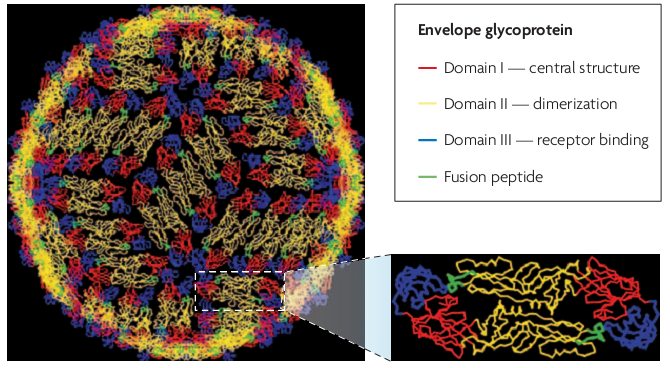 Envelope glycoprotein
Domain I — central structure
Domain II — dimerization
Domain III — receptor binding
Fusion peptide